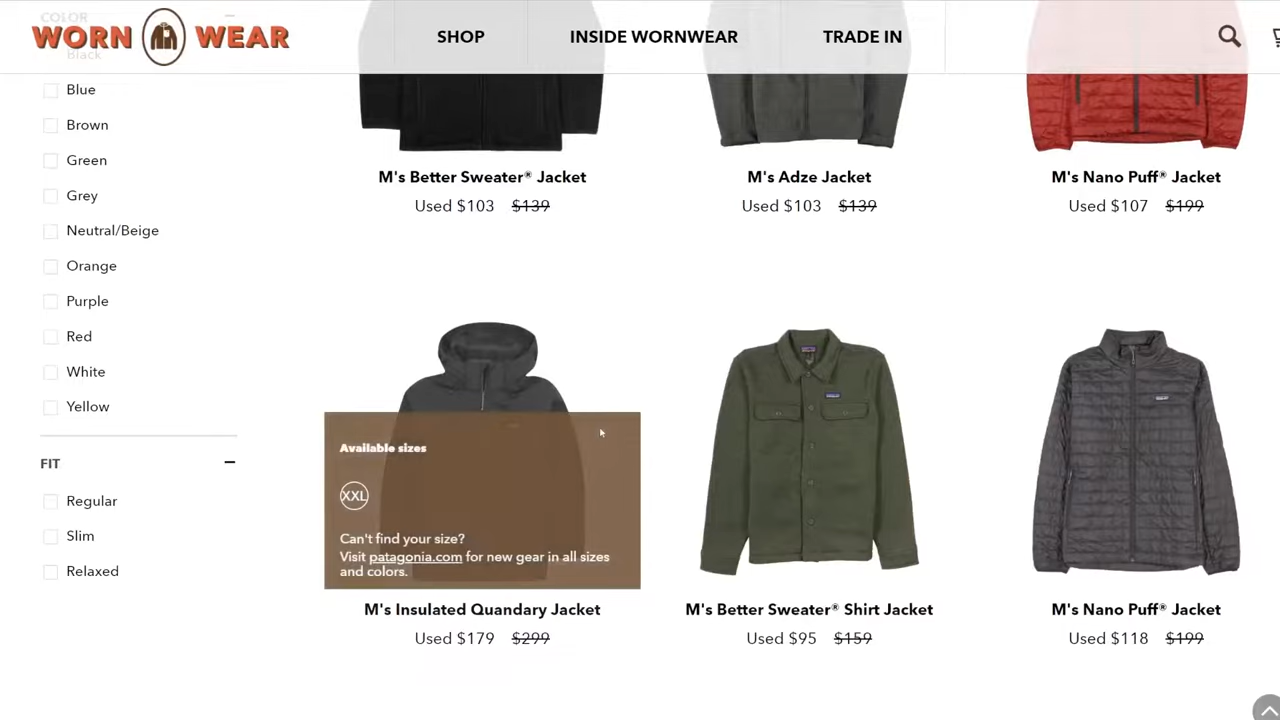 COLOR
WORN WEAR
SHOP
INSIDE WORNWEAR
TRADE IN
Black
Blue
Brown
Green
Grey
Neutral/Beige
Orange
Purple
Red
White
Yellow
FIT
Regular
Slim
Relaxed
M's Better Sweater® Jacket
Used $103 $139
M's Adze Jacket
Used $103 $139
M's Nano Puff® Jacket
Used $107 $199
Available sizes
XXL
Can't find your size?
Visit patagonia.com for new gear in all sizes
and colors.
M's Insulated Quandary Jacket
Used $179 $299
M's Better Sweater® Shirt Jacket
Used $95 $159
M's Nano Puff® Jacket
Used $118 $199